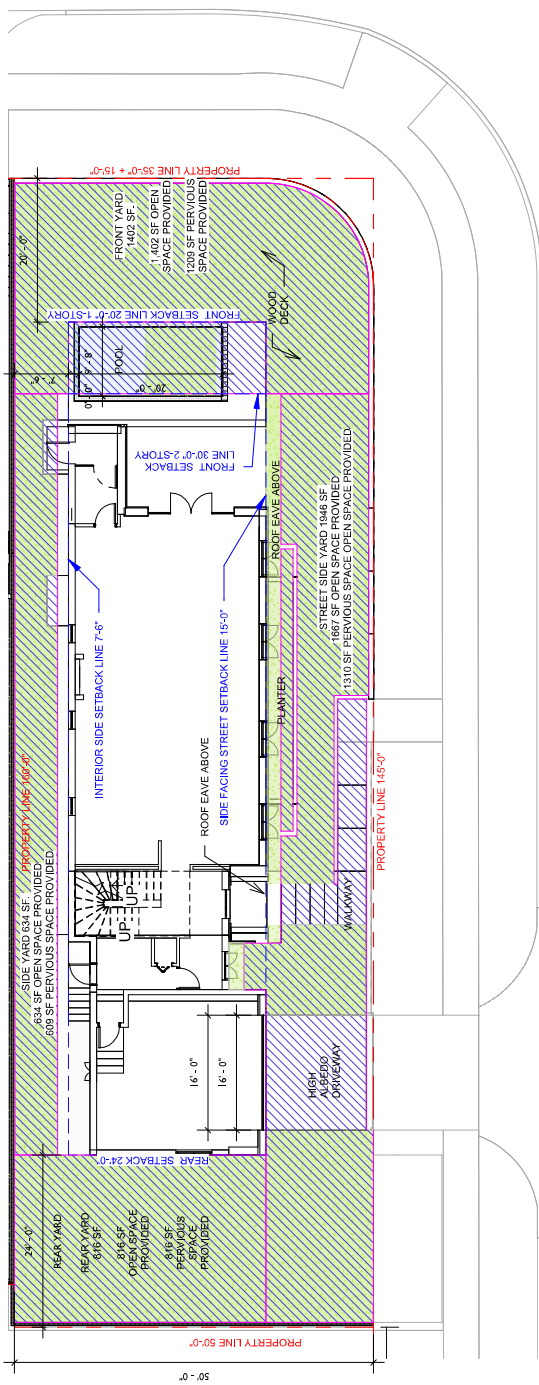 PROPERTY LINE 35'-0" + 15'-0"
20' - 0"
FRONT YARD
1402 SF.
1,402 SF OPEN
SPACE PROVIDED
1209 SF PERVIOUS
SPACE PROVIDED
FRONT SETBACK LINE 20'-0" 1-STORY
WOOD
DECK
7' - 6"
POOL
9' - 8"
20' - 0"
FRONT SETBACK
LINE 30'-0" 2-STORY
ROOF EAVE ABOVE
STREET SIDE YARD 1946 SF
1667 SF OPEN SPACE PROVIDED
1310 SF PERVIOUS SPACE OPEN SPACE PROVIDED
INTERIOR SIDE SETBACK LINE 7'-6"
SIDE FACING STREET SETBACK LINE 15'-0"
PLANTER
ROOF EAVE ABOVE
PROPERTY LINE 160'-0"
PROPERTY LINE 145'-0"
SIDE YARD 634 SF.
634 SF OPEN SPACE PROVIDED
609 SF PERVIOUS SPACE PROVIDED
UP
UP
WALKWAY
16' - 0"
16' - 0"
HIGH
ALBEDO
DRIVEWAY
REAR SETBACK 24'-0"
24' - 0"
REAR YARD
REAR YARD
816 SF
816 SF
OPEN SPACE
PROVIDED
816 SF
PERVIOUS
SPACE
PROVIDED
PROPERTY LINE 50'-0"
50' - 0"